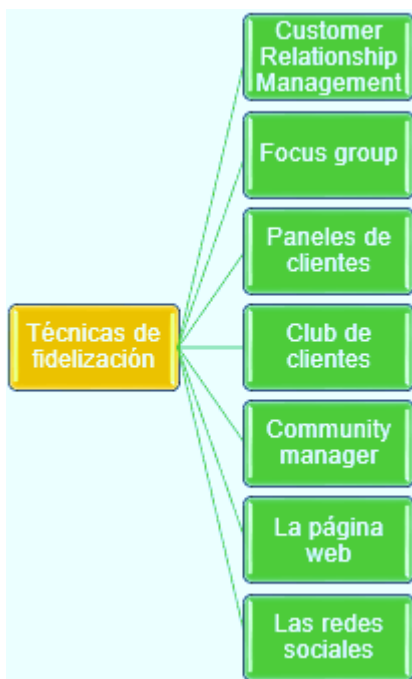 Customer
Relationship
Management
Focus group
Paneles de
clientes
Técnicas de
fidelización
Club de
clientes
Community
manager
La página
web
Las redes
sociales